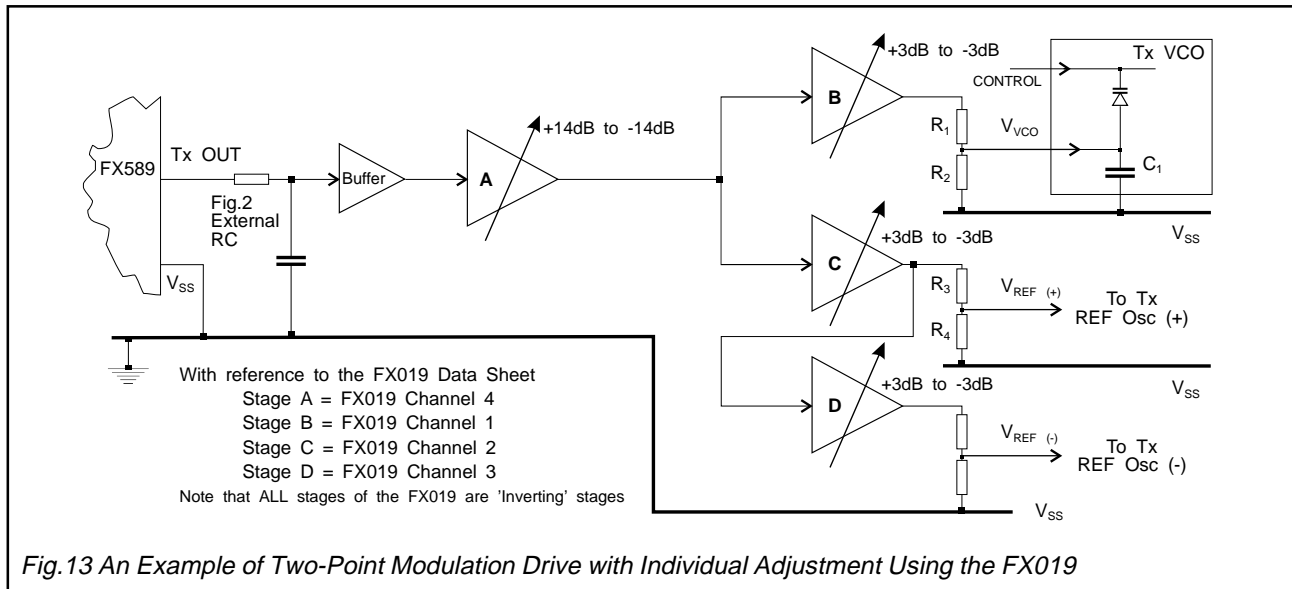 +3dB to -3dB
Tx VCO
CONTROL
B
R1
VVCO
+14dB to -14dB
Tx OUT
FX589
Buffer
A
R2
C1
Fig.2
External
RC
VSS
+3dB to -3dB
VSS
C
R3
VREF (+)
To Tx
REF Osc (+)
R4
With reference to the FX019 Data Sheet
Stage A = FX019 Channel 4
Stage B = FX019 Channel 1
Stage C = FX019 Channel 2
Stage D = FX019 Channel 3
Note that ALL stages of the FX019 are 'Inverting' stages
VSS
+3dB to -3dB
D
VREF (-)
To Tx
REF Osc (-)
VSS
Fig.13 An Example of Two-Point Modulation Drive with Individual Adjustment Using the FX019